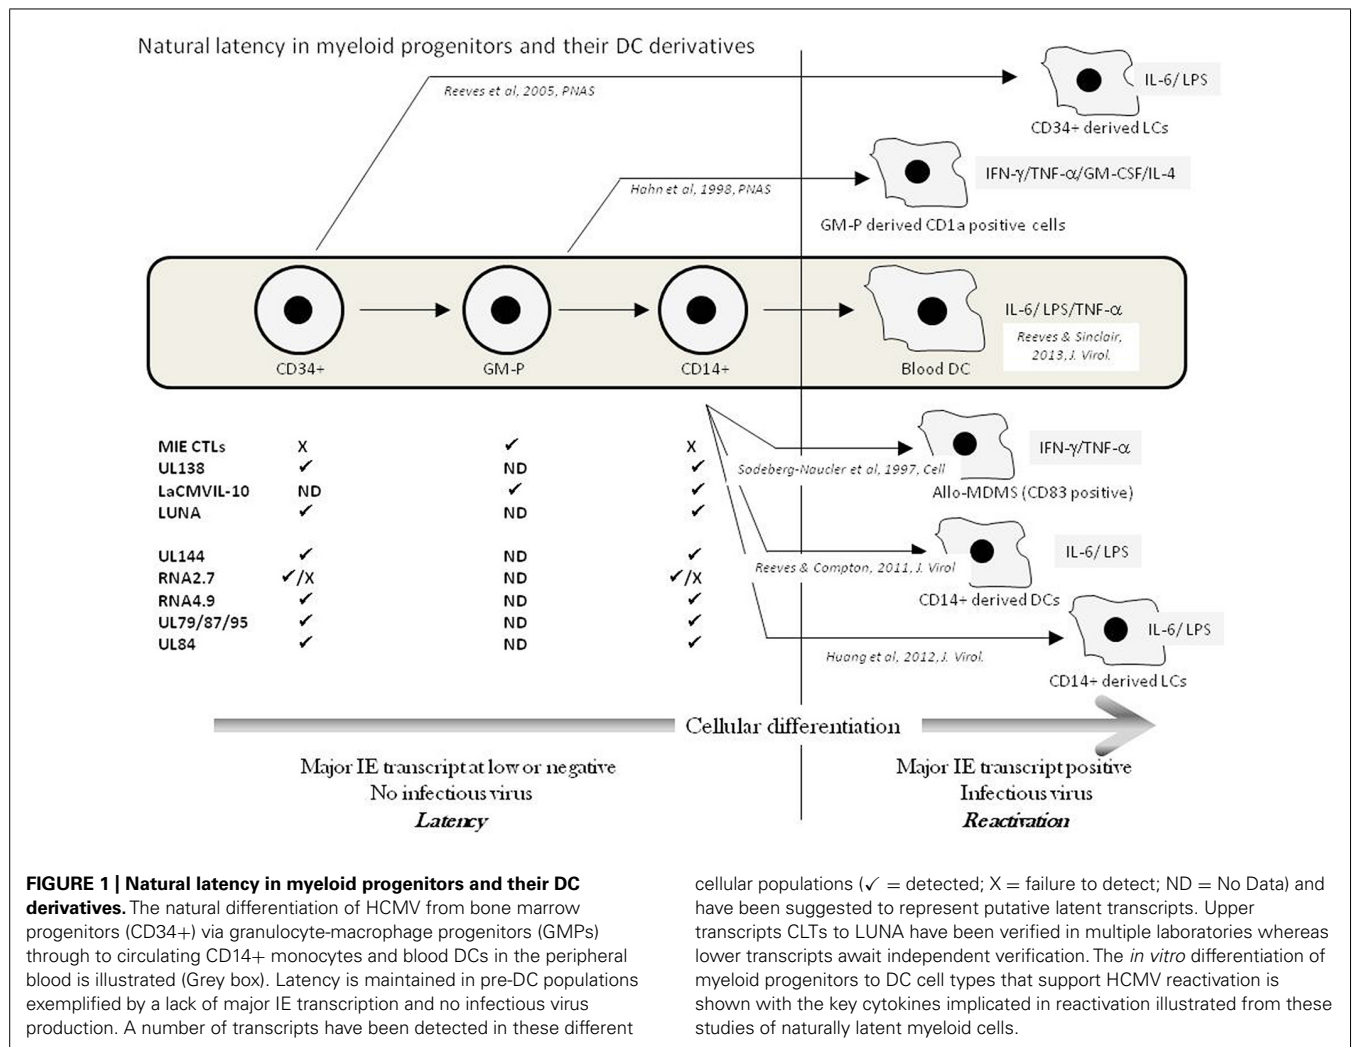 Natural latency in myeloid progenitors and their DC derivatives
Reeves et al, 2005, PNAS
IL-6/ LPS
CD34+ derived LCs
Hahn et al, 1998, PNAS
IFN-γ/TNF-α/GM-CSF/IL-4
GM-P derived CD1a positive cells
CD34+
GM-P
CD14+
Blood DC
IL-6/ LPS/TNF-α
Reeves & Sinclair,
2013, J. Virol.
MIE CTLs X ✓ X
UL138 ✓ ND ✓
LaCMVIL-10 ND ✓ ✓
LUNA ✓ ND ✓
UL144 ✓ ND ✓
RNA2.7 ✓/X ND ✓/X
RNA4.9 ✓ ND ✓
UL79/87/95 ✓ ND ✓
UL84 ✓ ND ✓
IFN-γ/TNF-α
Sodeberg-Naucler et al, 1997, Cell
Allo-MDMS (CD83 positive)
IL-6/ LPS
Reeves & Compton, 2011, J. Virol
CD14+ derived DCs
IL-6/ LPS
Huang et al, 2012, J. Virol.
CD14+ derived LCs
Cellular differentiation
Major IE transcript at low or negative
No infectious virus
Latency
Major IE transcript positive
Infectious virus
Reactivation
FIGURE 1 | Natural latency in myeloid progenitors and their DC
derivatives. The natural differentiation of HCMV from bone marrow
progenitors (CD34+) via granulocyte-macrophage progenitors (GMPs)
through to circulating CD14+ monocytes and blood DCs in the peripheral
blood is illustrated (Grey box). Latency is maintained in pre-DC populations
exemplified by a lack of major IE transcription and no infectious virus
production. A number of transcripts have been detected in these different
cellular populations (✓ = detected; X = failure to detect; ND = No Data) and
have been suggested to represent putative latent transcripts. Upper
transcripts CLTs to LUNA have been verified in multiple laboratories whereas
lower transcripts await independent verification. The in vitro differentiation of
myeloid progenitors to DC cell types that support HCMV reactivation is
shown with the key cytokines implicated in reactivation illustrated from these
studies of naturally latent myeloid cells.